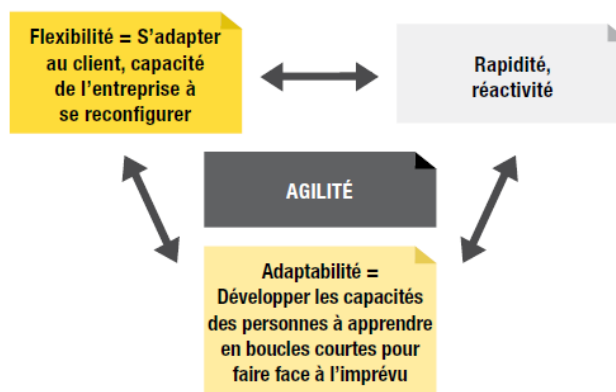 Flexibilité = S’adapter
au client, capacité
de l’entreprise à
se reconfigurer
Rapidité,
réactivité
AGILITÉ
Adaptabilité =
Développer les capacités
des personnes à apprendre
en boucles courtes pour
faire face à l’imprévu